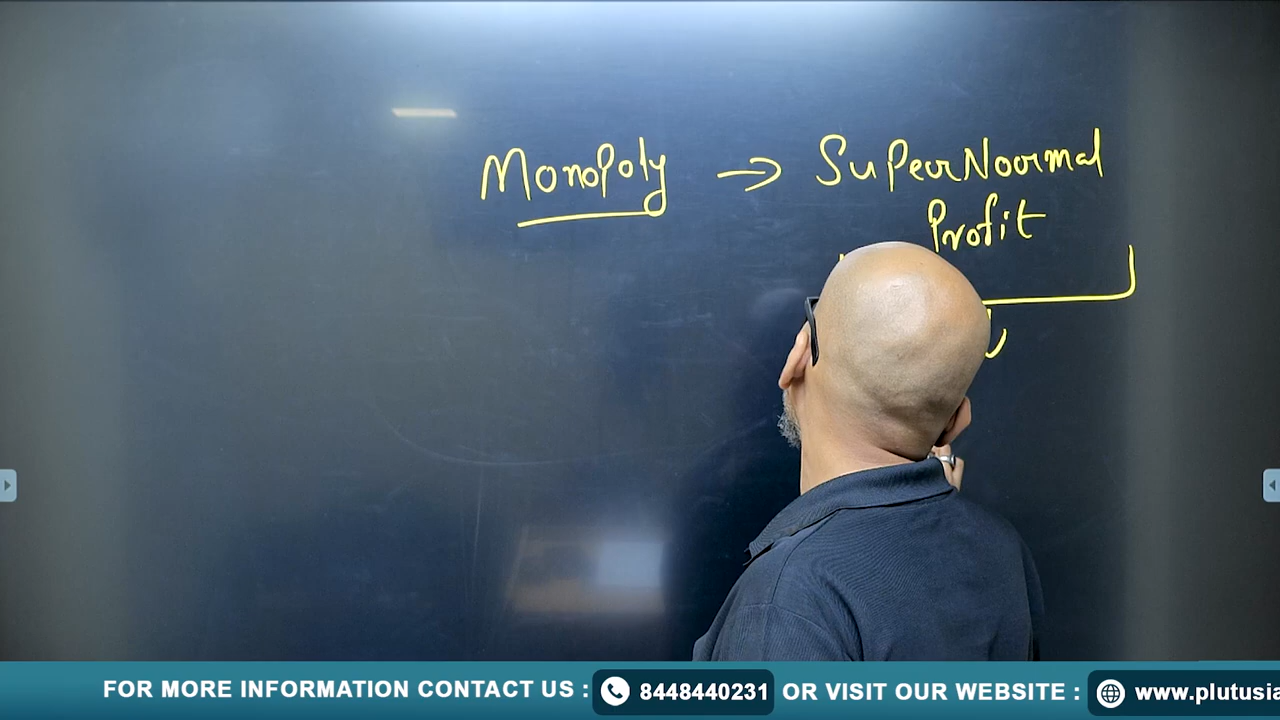 Monopoly → SuperNormal
Profit
FOR MORE INFORMATION CONTACT US : 8448440231 OR VISIT OUR WEBSITE : www.plutusia